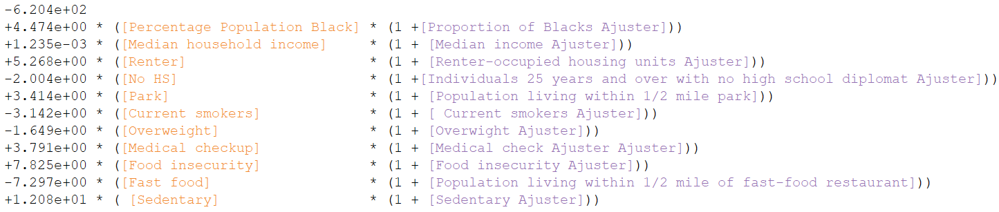 -6.204e+02
+4.474e+00 * ([Percentage Population Black] * (1 +[Proportion of Blacks Ajuster]))
+1.235e-03 * ([Median household income] * (1 + [Median income Ajuster]))
+5.268e+00 * ([Renter] * (1 + [Renter-occupied housing units Ajuster]))
-2.004e+00 * ([No HS] * (1 +[Individuals 25 years and over with no high school diplomat Ajuster]))
+3.414e+00 * ([Park] * (1 + [Population living within 1/2 mile park]))
-3.142e+00 * ([Current smokers] * (1 + [ Current smokers Ajuster]))
-1.649e+00 * ([Overweight] * (1 + [Overwight Ajuster]))
+3.791e+00 * ([Medical checkup] * (1 + [Medical check Ajuster Ajuster]))
+7.825e+00 * ([Food insecurity] * (1 + [Food insecurity Ajuster]))
-7.297e+00 * ([Fast food] * (1 + [Population living within 1/2 mile of fast-food restaurant]))
+1.208e+01 * ( [Sedentary] * (1 + [Sedentary Ajuster]))